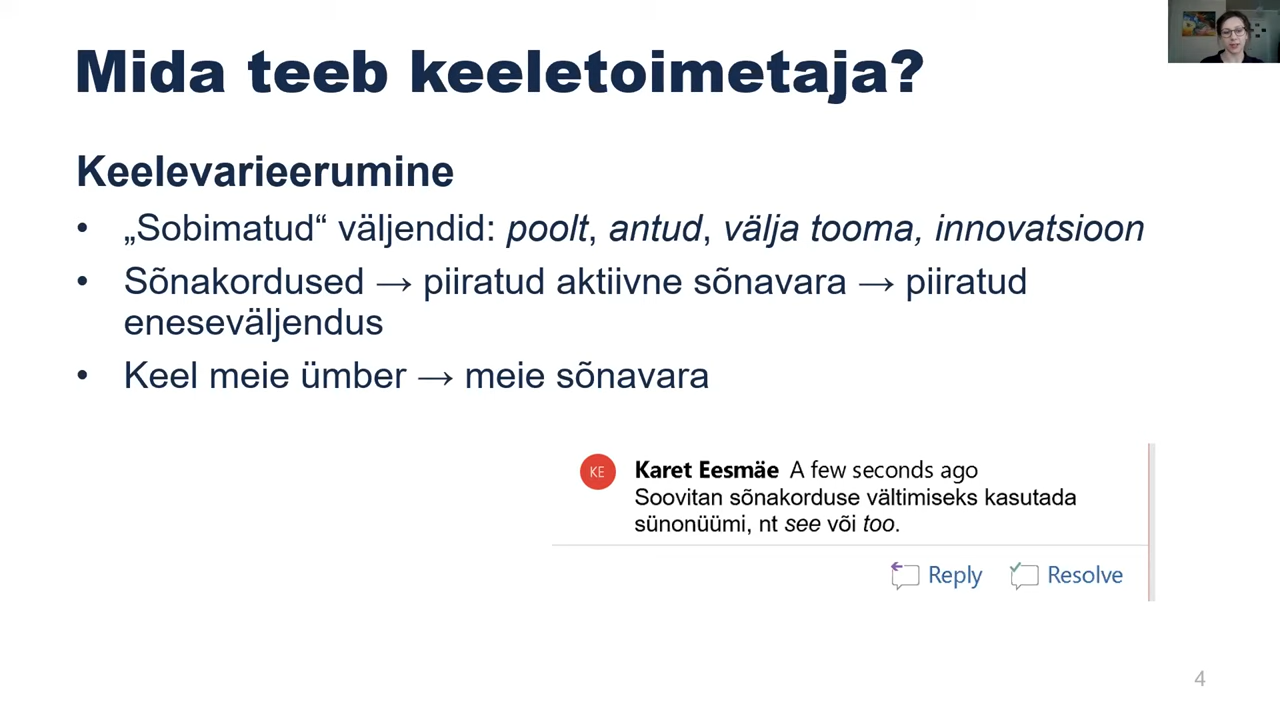 Mida teeb keeletoimetaja?
Keelevarieerumine
• „Sobimatud“ väljendid: poolt, antud, välja tooma, innovatsioon
• Sõnakordused → piiratud aktiivne sõnavara → piiratud
eneseväljendus
• Keel meie ümber → meie sõnavara
KE
Karet Eesmäe A few seconds ago
Soovitan sõnakorduse vältimiseks kasutada
sünonüümi, nt see või too.
Reply Resolve
4